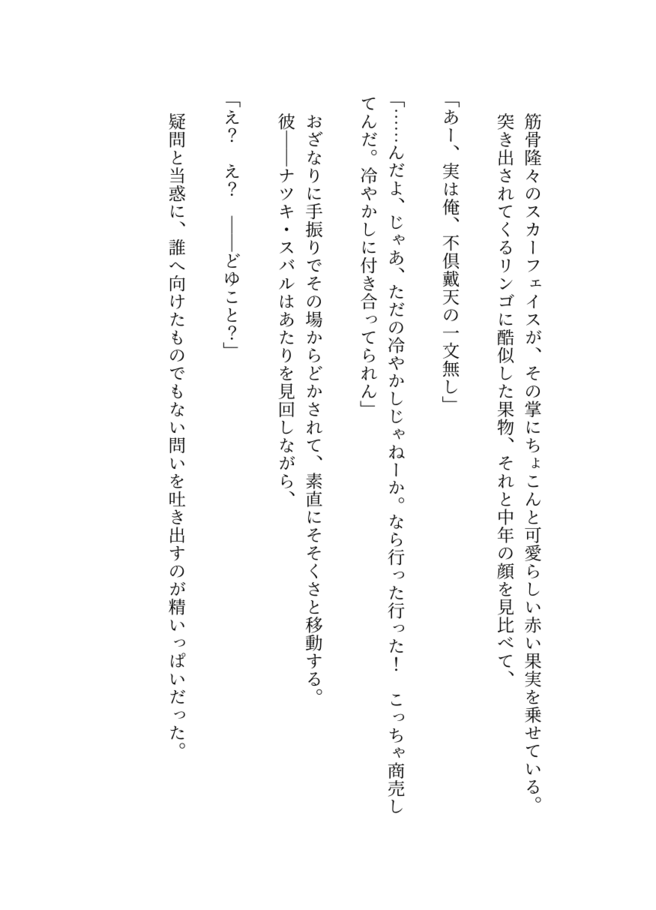 筋骨隆々のスカーフェイスが、その掌にちょこんと可愛らしい赤い果実を乗せている。
突き出されてくるリンゴに酷似した果物、それと中年の顔を見比べて、
「あー、実は俺、不倶戴天の一文無し」
「……んだよ、じゃあ、ただの冷やかしじゃねーか。なら行った行った！　こっちゃ商売し
てんだ。冷やかしに付き合ってられん」
おざなりに手振りでその場からどかされて、素直にそそくさと移動する。
彼――ナツキ・スバルはあたりを見回しながら、
「え？　え？　――どゆこと？」
疑問と当惑に、誰へ向けたものでもない問いを吐き出すのが精いっぱいだった。